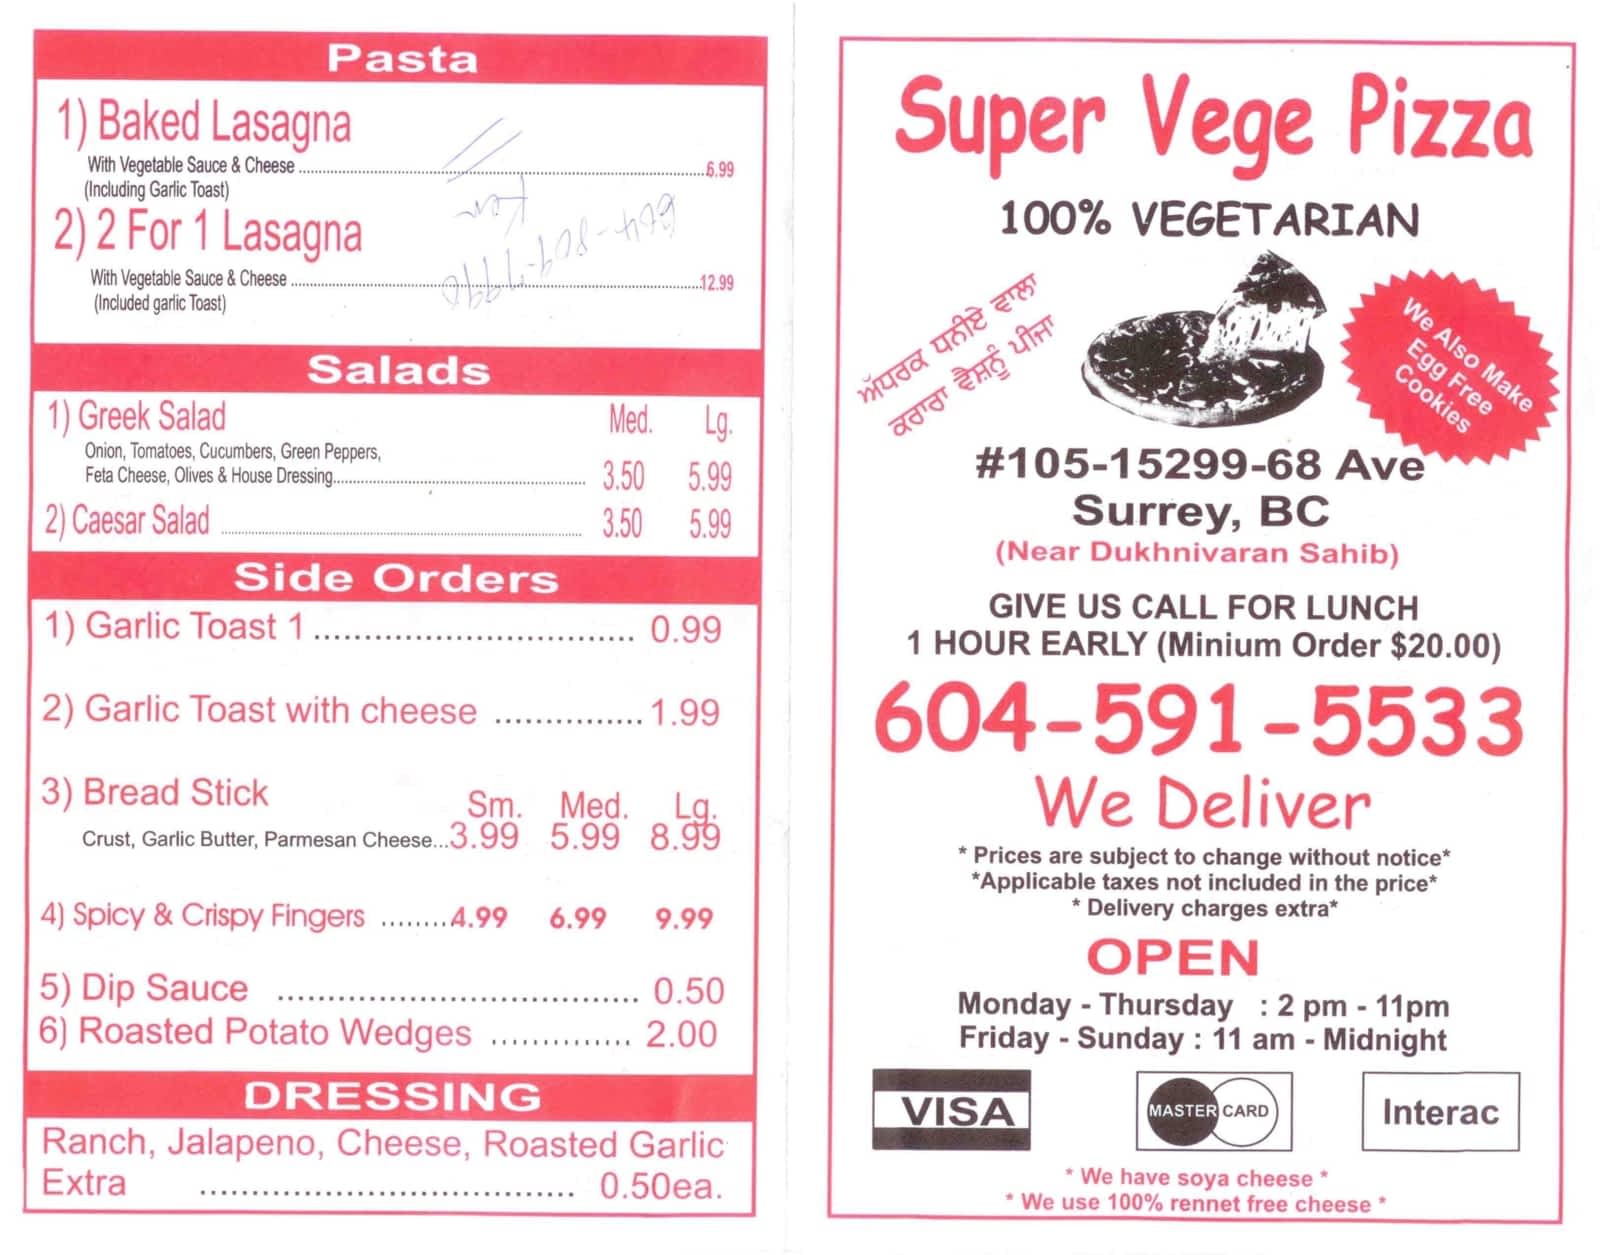 Pasta
1) Baked Lasagna
With Vegetable Sauce & Cheese ........ 6.99
(Including Garlic Toast)
2) 2 For 1 Lasagna
With Vegetable Sauce & Cheese ........ 12.99
(Included garlic Toast)
Ken
604-809-7990
Salads
1) Greek Salad Med. Lg.
Onion, Tomatoes, Cucumbers, Green Peppers,
Feta Cheese, Olives & House Dressing........ 3.50 5.99
2) Caesar Salad ........ 3.50 5.99
Side Orders
1) Garlic Toast 1 ........ 0.99
2) Garlic Toast with cheese ........ 1.99
3) Bread Stick Sm. Med. Lg.
Crust, Garlic Butter, Parmesan Cheese...3.99 5.99 8.99
4) Spicy & Crispy Fingers ........4.99 6.99 9.99
5) Dip Sauce ........ 0.50
6) Roasted Potato Wedges ........ 2.00
DRESSING
Ranch, Jalapeno, Cheese, Roasted Garlic
Extra ........ 0.50ea.
Super Vege Pizza
100% VEGETARIAN
ਅੱਧਰਕ ਧਨੀਏ ਵਾਲਾ
ਕਰਾਰਾ ਵੈਸ਼ਨੂੰ ਪੀਜਾ
We Also Make
Egg Free
Cookies
#105-15299-68 Ave
Surrey, BC
(Near Dukhnivaran Sahib)
GIVE US CALL FOR LUNCH
1 HOUR EARLY (Minium Order $20.00)
604-591-5533
We Deliver
* Prices are subject to change without notice*
*Applicable taxes not included in the price*
* Delivery charges extra*
OPEN
Monday - Thursday : 2 pm - 11pm
Friday - Sunday : 11 am - Midnight
VISA
MASTER CARD
Interac
* We have soya cheese *
* We use 100% rennet free cheese *